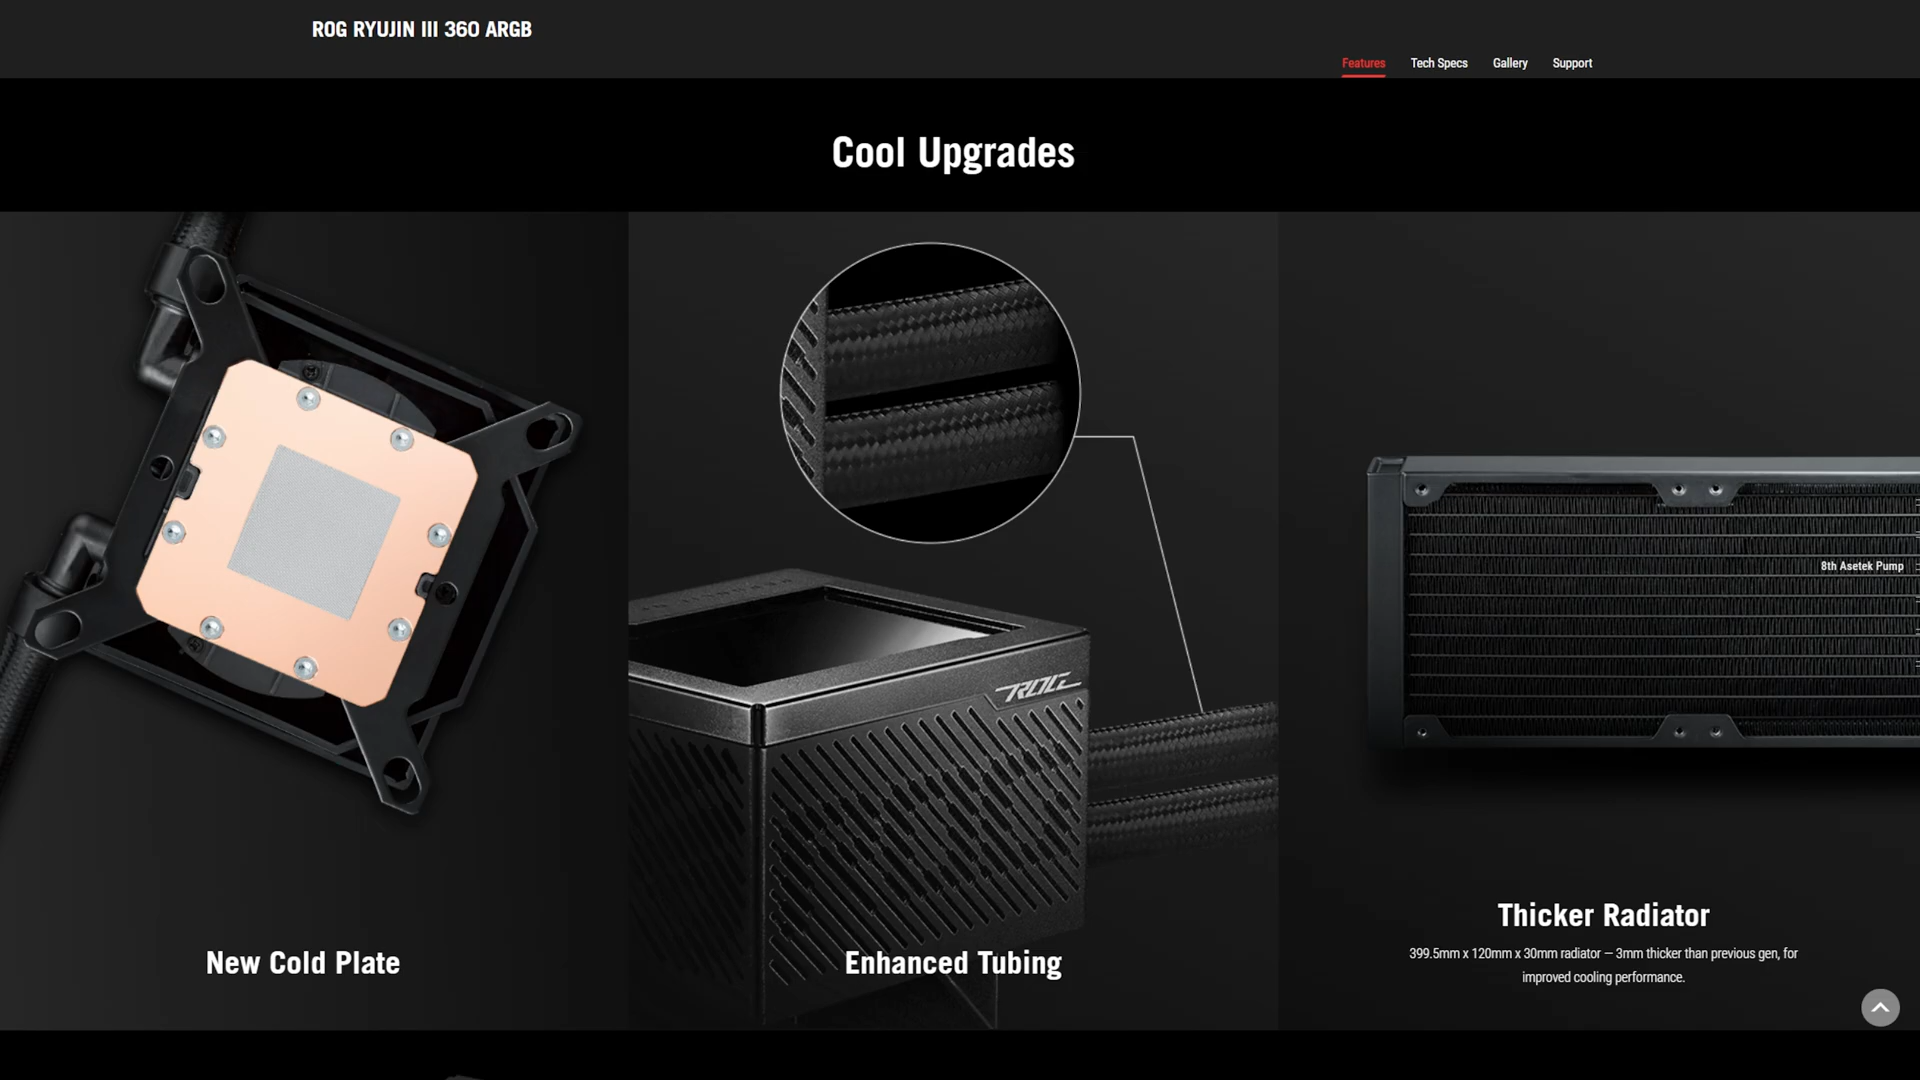 ROG RYUJIN III 360 ARGB
Features
Tech Specs
Gallery
Support
Cool Upgrades
ROG
8th Asetek Pump
New Cold Plate
Enhanced Tubing
Thicker Radiator
399.5mm x 120mm x 30mm radiator – 3mm thicker than previous gen, for
improved cooling performance.